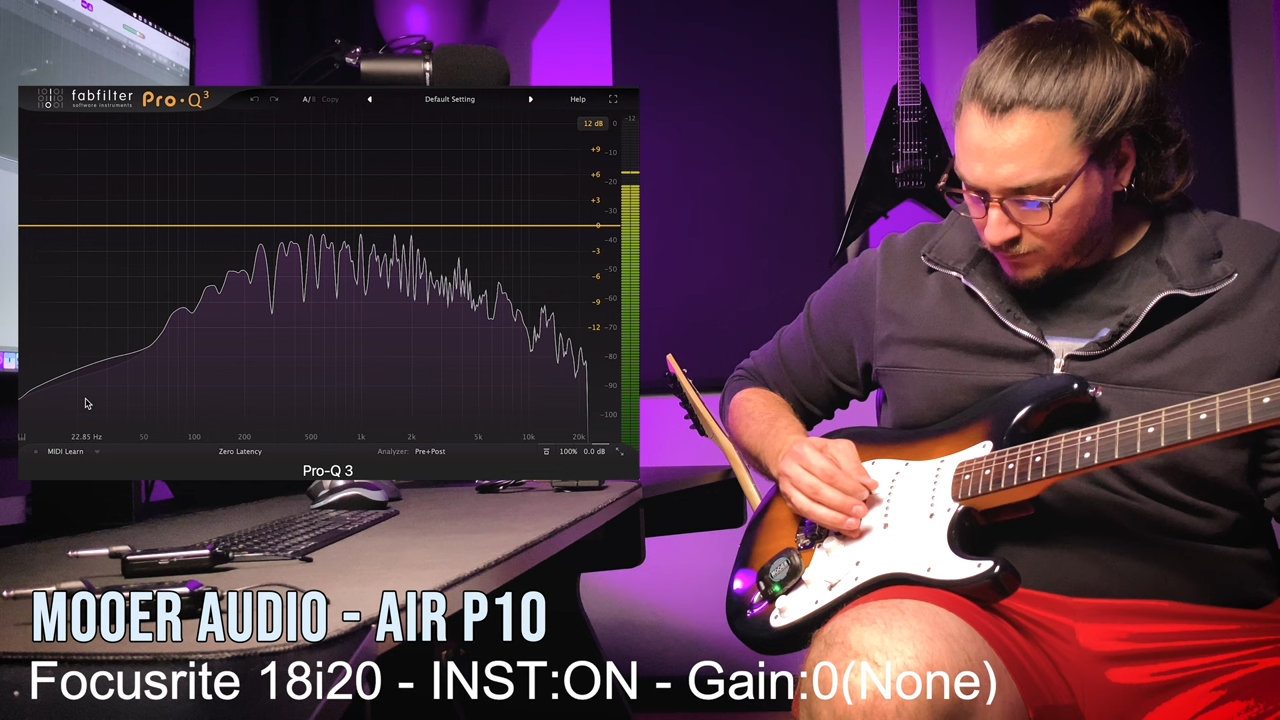 fabfilter
software instruments
Pro·Q³
A/B Copy
Default Setting
Help
12 dB 0 -12
+9 -10
+6 -20
+3 -30
0
-3 -40
-6 -50
-9 -60
-12 -70
-80
-90
-100
22.85 Hz 50 100 200 500 1k 2k 5k 10k 20k
MIDI Learn Zero Latency Analyzer: Pre+Post 100% 0.0 dB
Pro-Q 3
MOOER
MOOER AUDIO - AIR P10
Focusrite 18i20 - INST:ON - Gain:0(None)